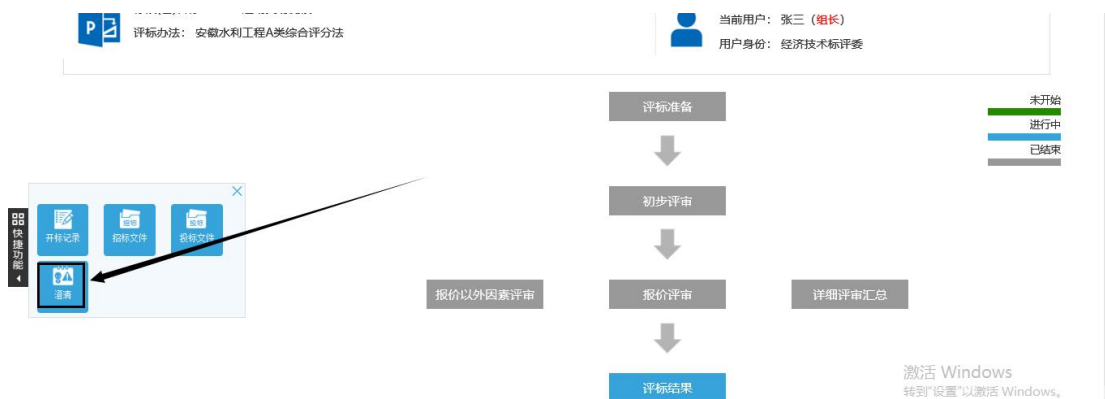 评标办法： 安徽水利工程A类综合评分法
当前用户： 张三（组长）
用户身份： 经济技术标评委
评标准备
未开始
进行中
已结束
初步评审
快捷功能
开标记录
招标
招标文件
投标
投标文件
澄清
报价以外因素评审
报价评审
详细评审汇总
评标结果
激活 Windows
转到"设置"以激活 Windows。